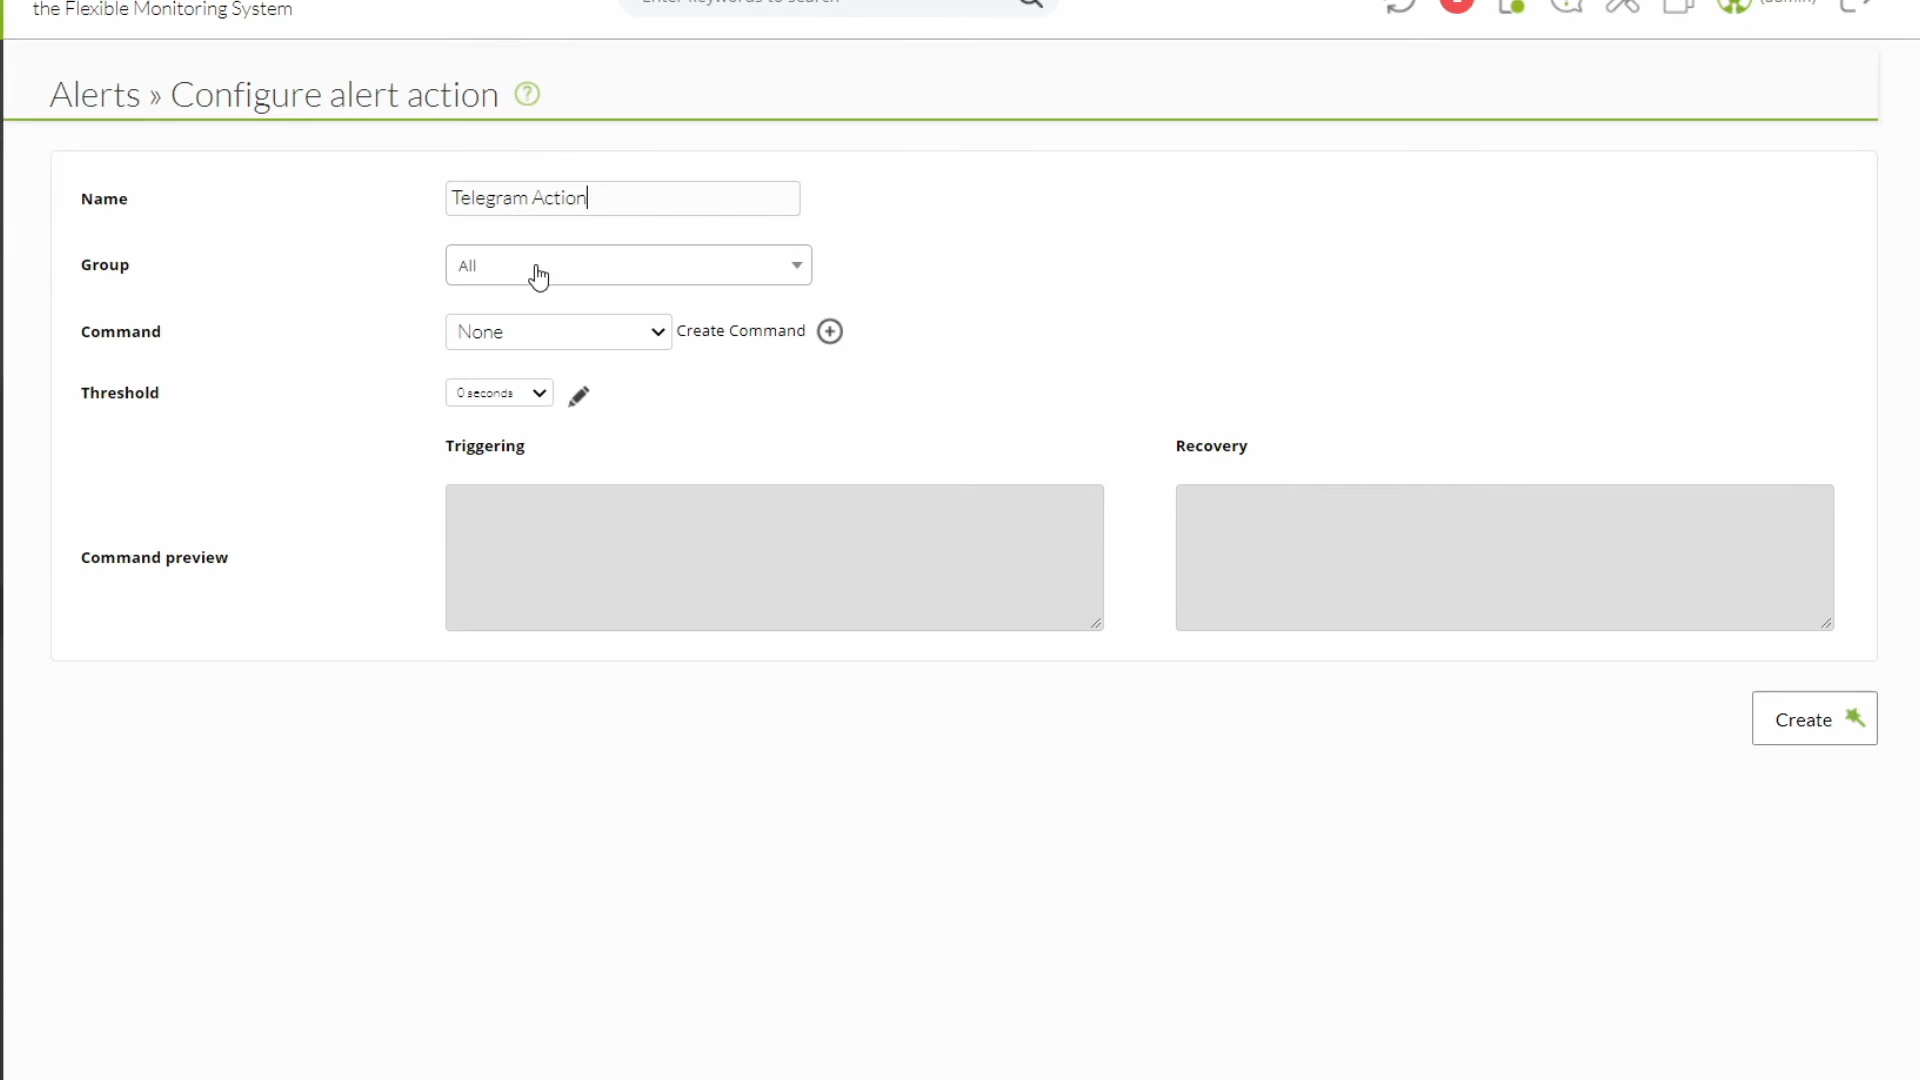 the Flexible Monitoring System
Enter keywords to search
(admin)
Alerts » Configure alert action ?
Name
Telegram Action
Group
All
Command
None
Create Command
Threshold
0 seconds
Triggering
Recovery
Command preview
Create